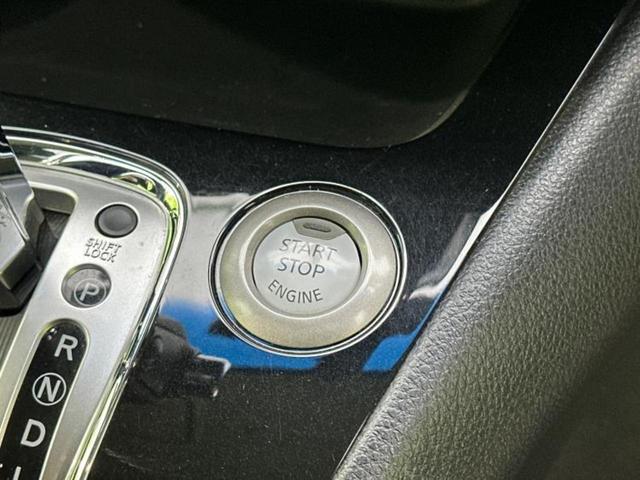 SHIFT
LOCK
P
R
N
D
START
STOP
ENGINE